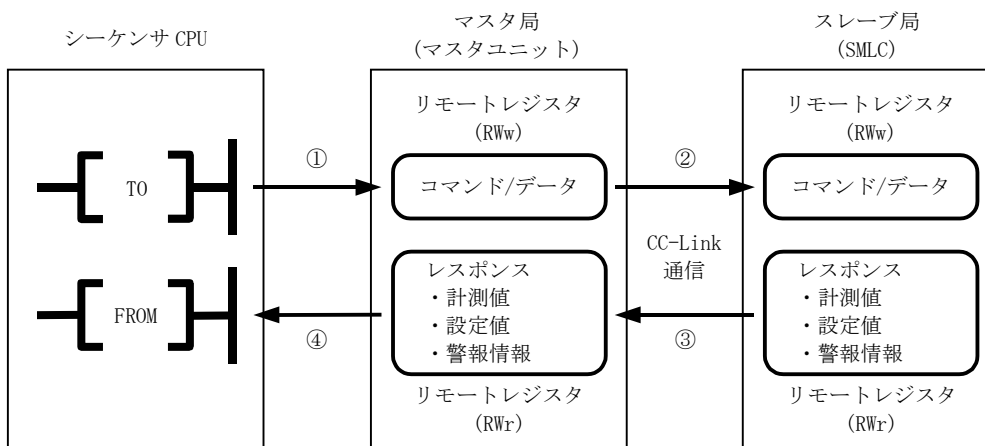 シーケンサ CPU
マスタ局
(マスタユニット)
スレーブ局
(SMLC)
リモートレジスタ
(RWw)
リモートレジスタ
(RWw)
TO
①
コマンド/データ
②
コマンド/データ
CC-Link
通信
FROM
④
レスポンス
・計測値
・設定値
・警報情報
③
レスポンス
・計測値
・設定値
・警報情報
リモートレジスタ
(RWr)
リモートレジスタ
(RWr)